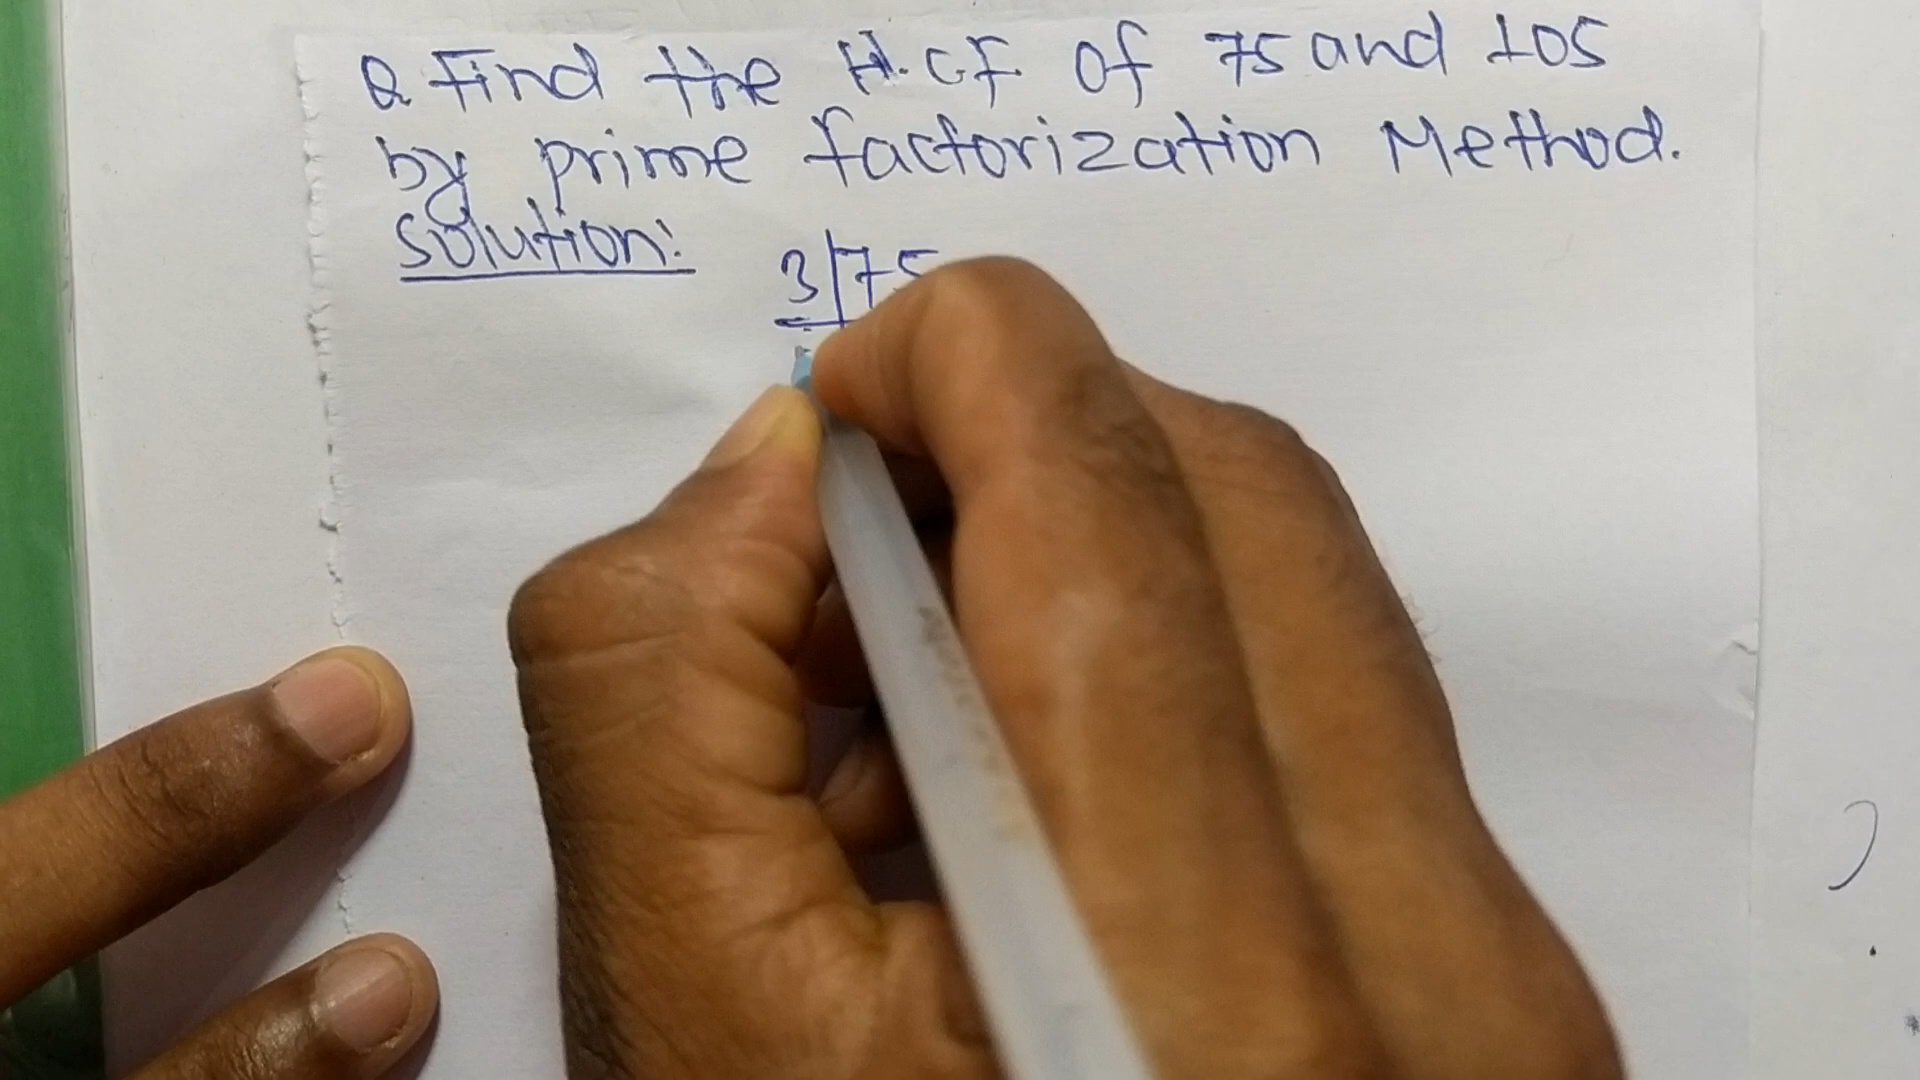 Q. Find the H.C.F. of 75 and 105
by prime factorization Method.
Solution:
3|75